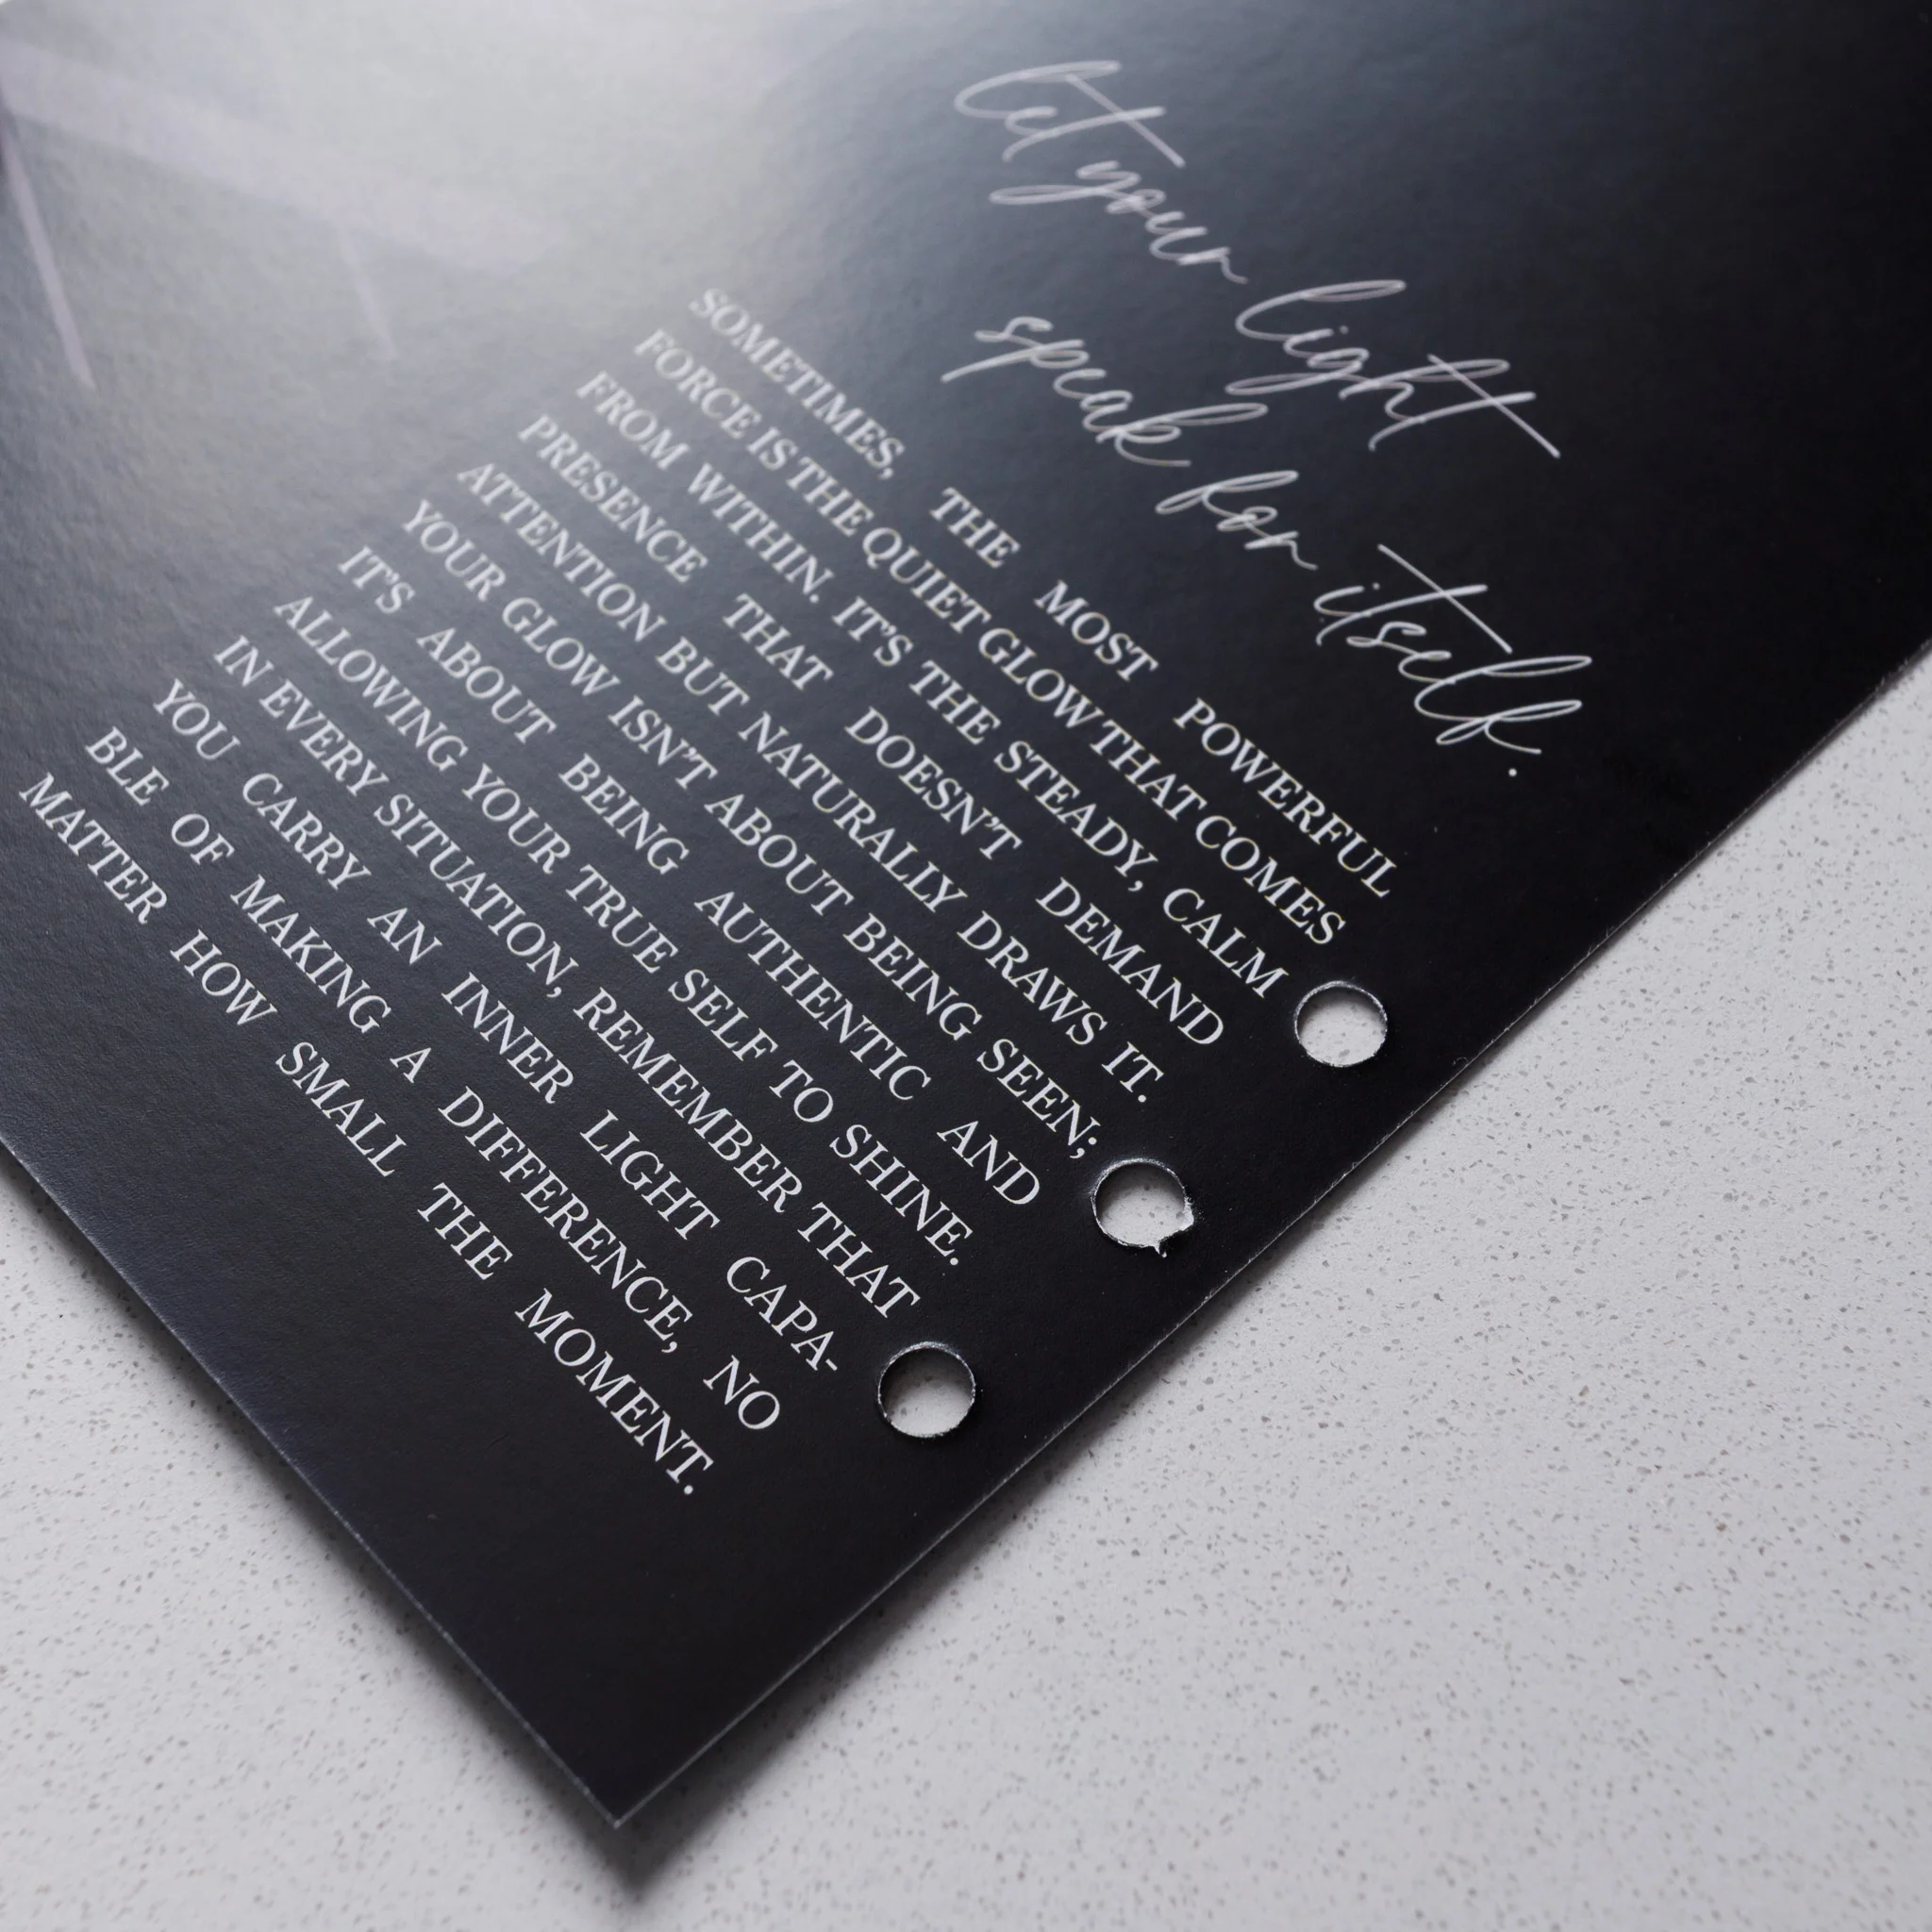 let your light
speak for itself.
SOMETIMES, THE MOST POWERFUL
FORCE IS THE QUIET GLOW THAT COMES
FROM WITHIN. IT'S THE STEADY, CALM
PRESENCE THAT DOESN'T DEMAND
ATTENTION BUT NATURALLY DRAWS IT.
YOUR GLOW ISN'T ABOUT BEING SEEN;
IT'S ABOUT BEING AUTHENTIC AND
ALLOWING YOUR TRUE SELF TO SHINE.
IN EVERY SITUATION, REMEMBER THAT
YOU CARRY AN INNER LIGHT CAPA-
BLE OF MAKING A DIFFERENCE, NO
MATTER HOW SMALL THE MOMENT.